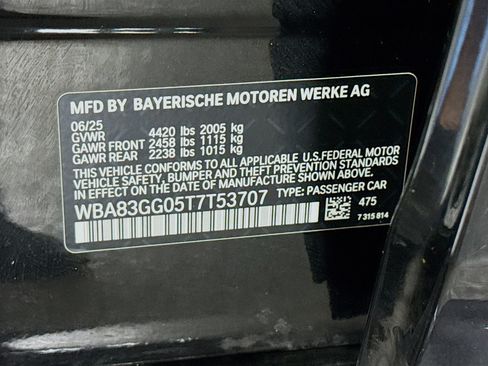 MFD BY BAYERISCHE MOTOREN WERKE AG
06/25
GVWR 4420 lbs 2005 kg
GAWR FRONT 2458 lbs 1115 kg
GAWR REAR 2238 lbs 1015 kg
THIS VEHICLE CONFORMS TO ALL APPLICABLE U.S. FEDERAL MOTOR
VEHICLE SAFETY, BUMPER, AND THEFT PREVENTION STANDARDS IN
EFFECT ON THE DATE OF MANUFACTURE SHOWN ABOVE.
WBA83GG05T7T53707 TYPE: PASSENGER CAR
475
7 315 814